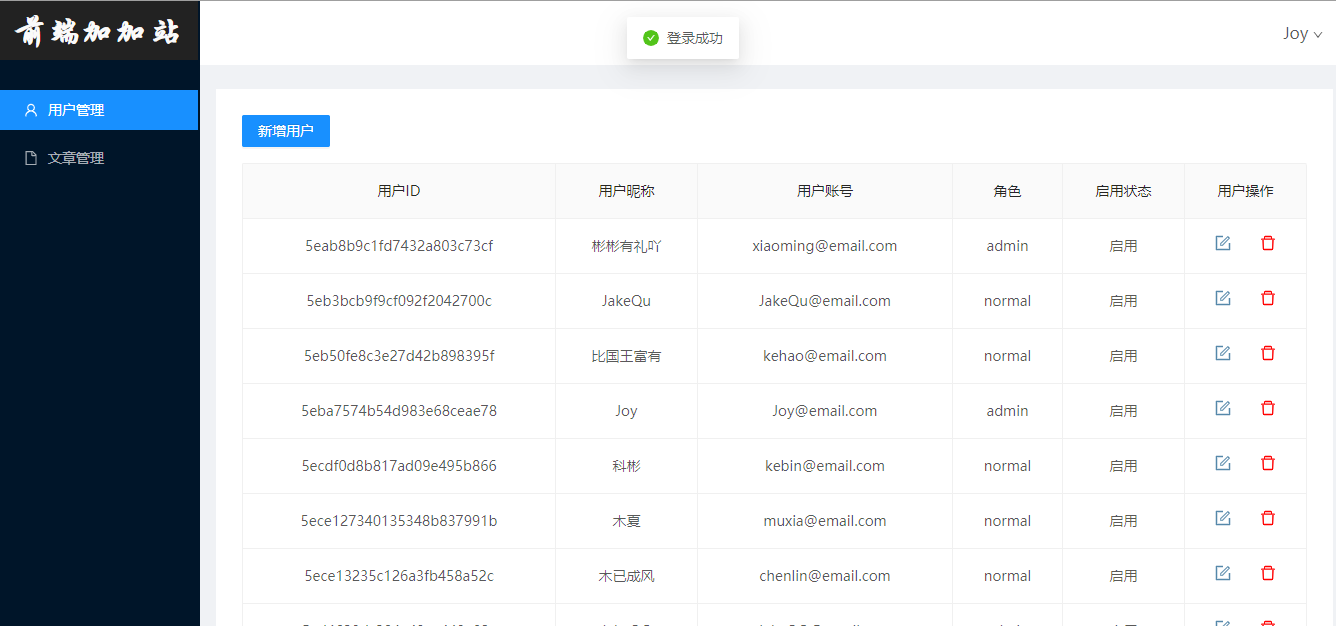 前端加加站
登录成功
Joy
用户管理
文章管理
新增用户
用户ID 用户昵称 用户账号 角色 启用状态 用户操作
5eab8b9c1fd7432a803c73cf 彬彬有礼吖 xiaoming@email.com admin 启用
5eb3bcb9f9cf092f2042700c JakeQu JakeQu@email.com normal 启用
5eb50fe8c3e27d42b898395f 比国王富有 kehao@email.com normal 启用
5eba7574b54d983e68ceae78 Joy Joy@email.com admin 启用
5ecdf0d8b817ad09e495b866 科彬 kebin@email.com normal 启用
5ece127340135348b837991b 木夏 muxia@email.com normal 启用
5ece13235c126a3fb458a52c 木已成风 chenlin@email.com normal 启用